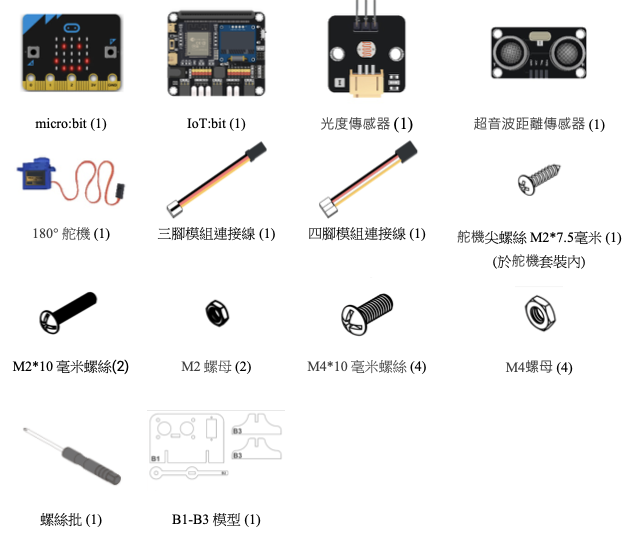 micro:bit (1)
IoT:bit (1)
光度傳感器 (1)
超音波距離傳感器 (1)
180° 舵機 (1)
三腳模組連接線 (1)
四腳模組連接線 (1)
舵機尖螺絲 M2*7.5毫米 (1)
(於舵機套裝內)
M2*10 毫米螺絲(2)
M2 螺母 (2)
M4*10 毫米螺絲 (4)
M4螺母 (4)
B1
B3
B3
螺絲批 (1)
B1-B3 模型 (1)